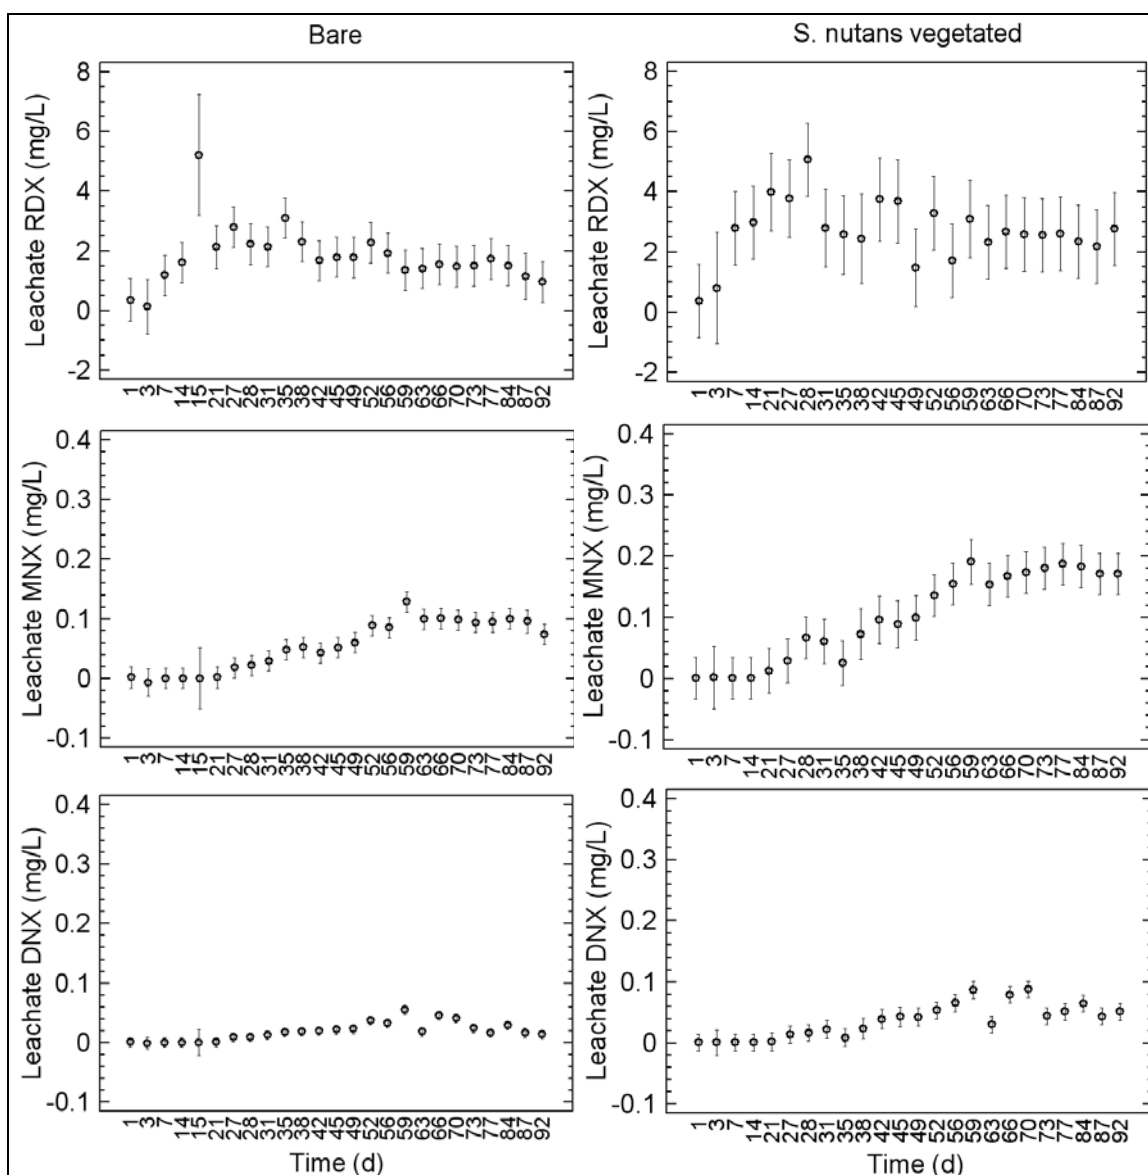 Bare
S. nutans vegetated
Leachate RDX (mg/L)
8
6
4
2
0
-2
1 3 7 14 15 21 27 28 31 35 38 42 45 49 52 56 59 63 66 70 73 77 84 87 92
Leachate RDX (mg/L)
8
6
4
2
0
-2
1 3 7 14 21 27 28 31 35 38 42 45 49 52 56 59 63 66 70 73 77 84 87 92
Leachate MNX (mg/L)
0.4
0.3
0.2
0.1
0
-0.1
1 3 7 14 15 21 27 28 31 35 38 42 45 49 52 56 59 63 66 70 73 77 84 87 92
Leachate MNX (mg/L)
0.4
0.3
0.2
0.1
0
-0.1
1 3 7 14 21 27 28 31 35 38 42 45 49 52 56 59 63 66 70 73 77 84 87 92
Leachate DNX (mg/L)
0.4
0.3
0.2
0.1
0
-0.1
1 3 7 14 15 21 27 28 31 35 38 42 45 49 52 56 59 63 66 70 73 77 84 87 92
Time (d)
Leachate DNX (mg/L)
0.4
0.3
0.2
0.1
0
-0.1
1 3 7 14 21 27 28 31 35 38 42 45 49 52 56 59 63 66 70 73 77 84 87 92
Time (d)